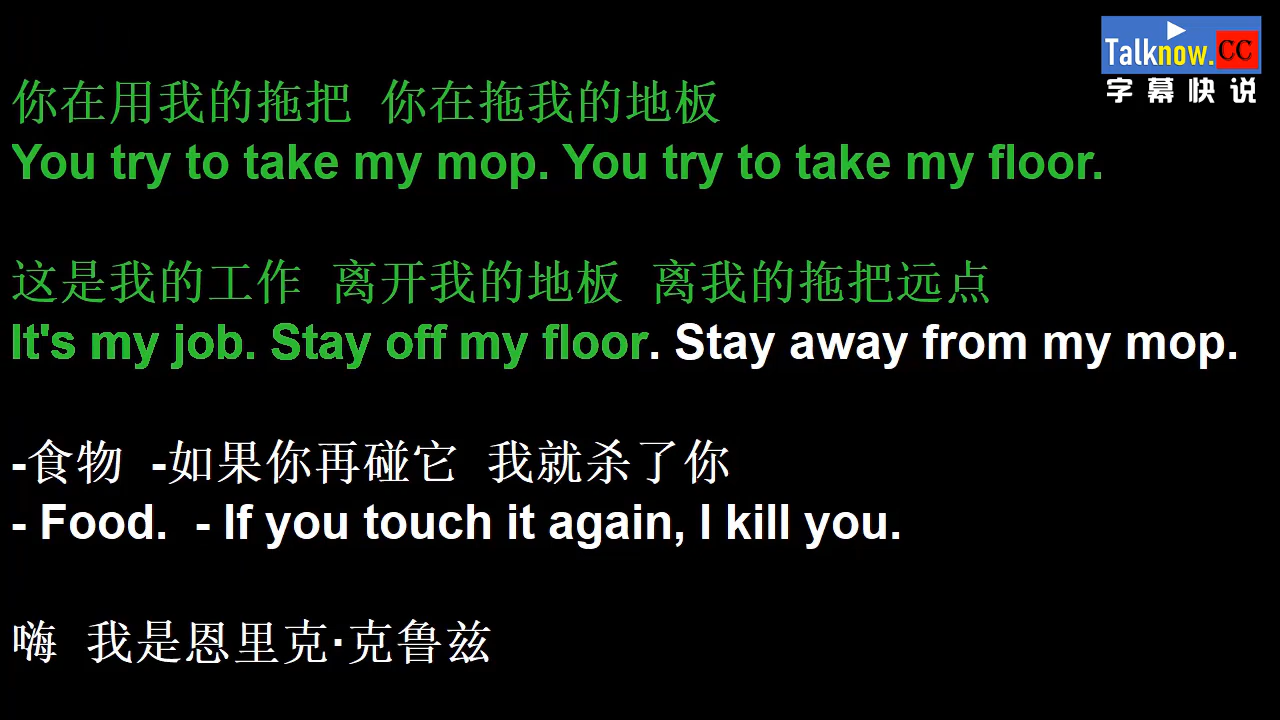 Talknow.CC
字幕快说
你在用我的拖把 你在拖我的地板
You try to take my mop. You try to take my floor.
这是我的工作 离开我的地板 离我的拖把远点
It's my job. Stay off my floor. Stay away from my mop.
-食物 -如果你再碰它 我就杀了你
- Food. - If you touch it again, I kill you.
嗨 我是恩里克·克鲁兹